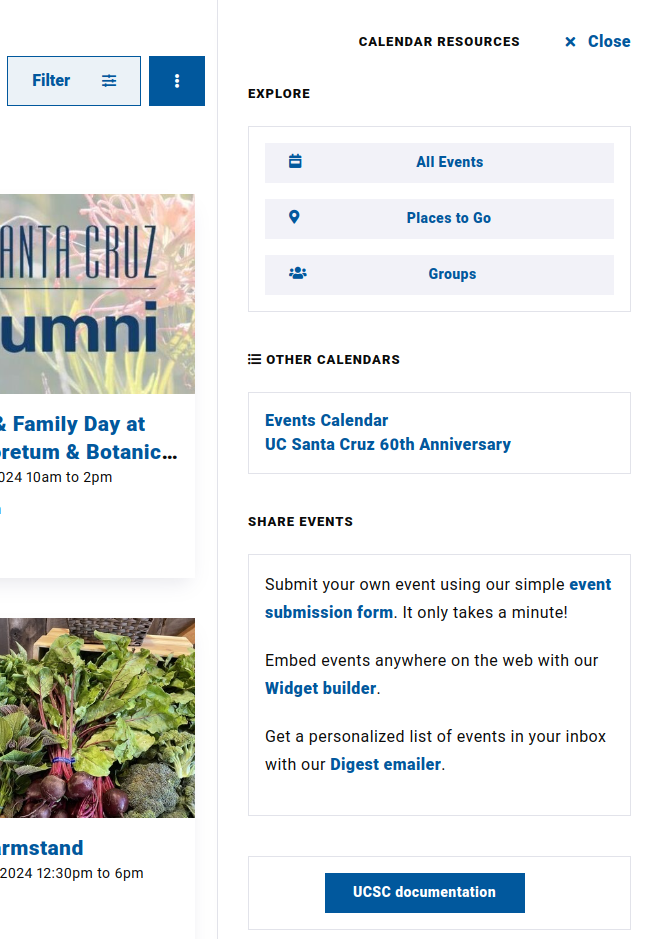 Filter
ANTA CRUZ
umni
& Family Day at
oretum & Botanic...
024 10am to 2pm
armstand
2024 12:30pm to 6pm
CALENDAR RESOURCES
Close
EXPLORE
All Events
Places to Go
Groups
OTHER CALENDARS
Events Calendar
UC Santa Cruz 60th Anniversary
SHARE EVENTS
Submit your own event using our simple event
submission form. It only takes a minute!
Embed events anywhere on the web with our
Widget builder.
Get a personalized list of events in your inbox
with our Digest emailer.
UCSC documentation